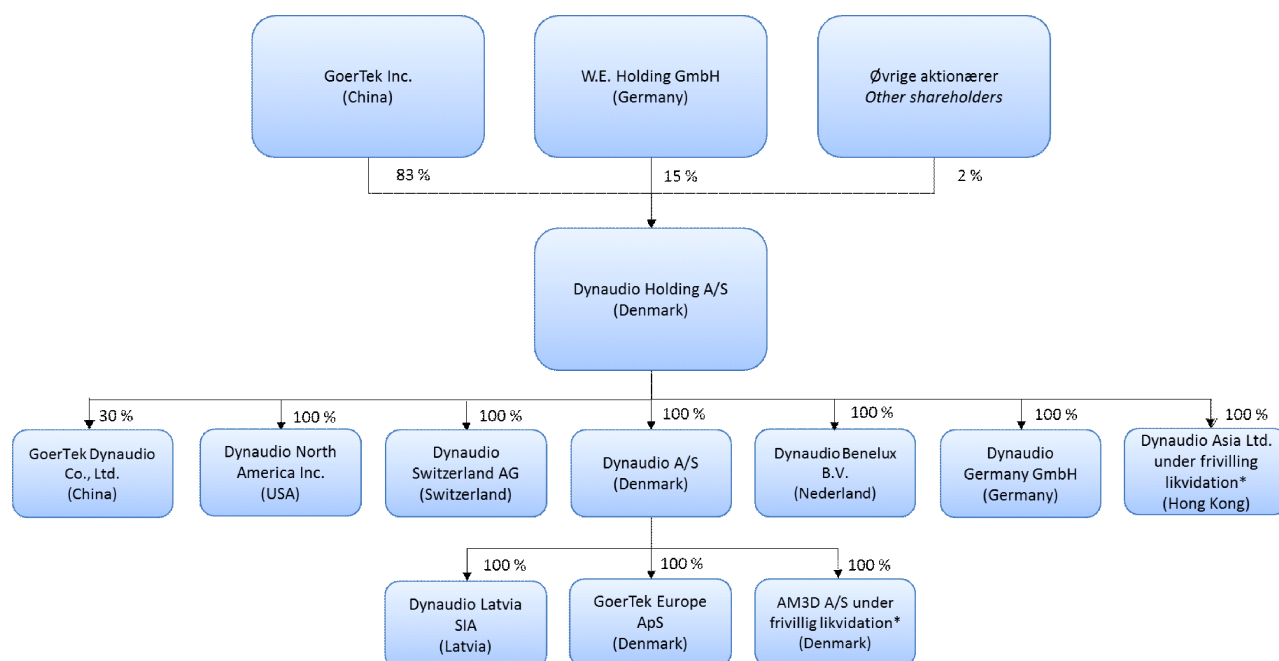 GoerTek Inc.
(China)
W.E. Holding GmbH
(Germany)
Øvrige aktionærer
Other shareholders
83 %
15 %
2 %
Dynaudio Holding A/S
(Denmark)
30 %
100 %
100 %
100 %
100 %
100 %
100 %
GoerTek Dynaudio
Co., Ltd.
(China)
Dynaudio North
America Inc.
(USA)
Dynaudio
Switzerland AG
(Switzerland)
Dynaudio A/S
(Denmark)
Dynaudio Benelux
B.V.
(Nederland)
Dynaudio
Germany GmbH
(Germany)
Dynaudio Asia Ltd.
under frivilling
likvidation*
(Hong Kong)
100 %
100 %
100 %
Dynaudio Latvia
SIA
(Latvia)
GoerTek Europe
ApS
(Denmark)
AM3D A/S under
frivillig likvidation*
(Denmark)